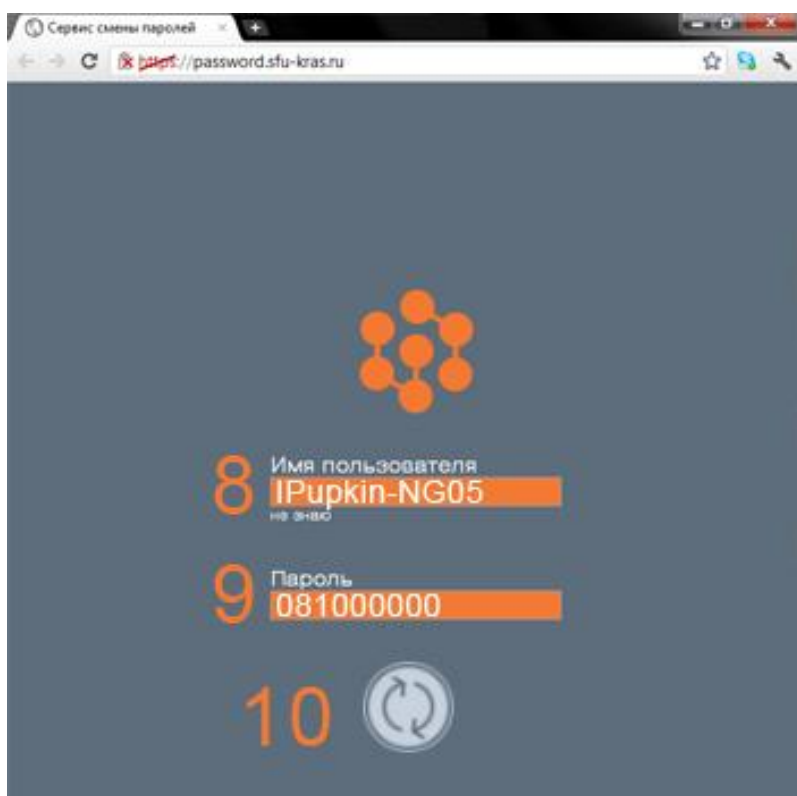 Сервис смены паролей
https://password.sfu-kras.ru
8
Имя пользователя
IPupkin-NG05
не знаю
9
Пароль
081000000
10